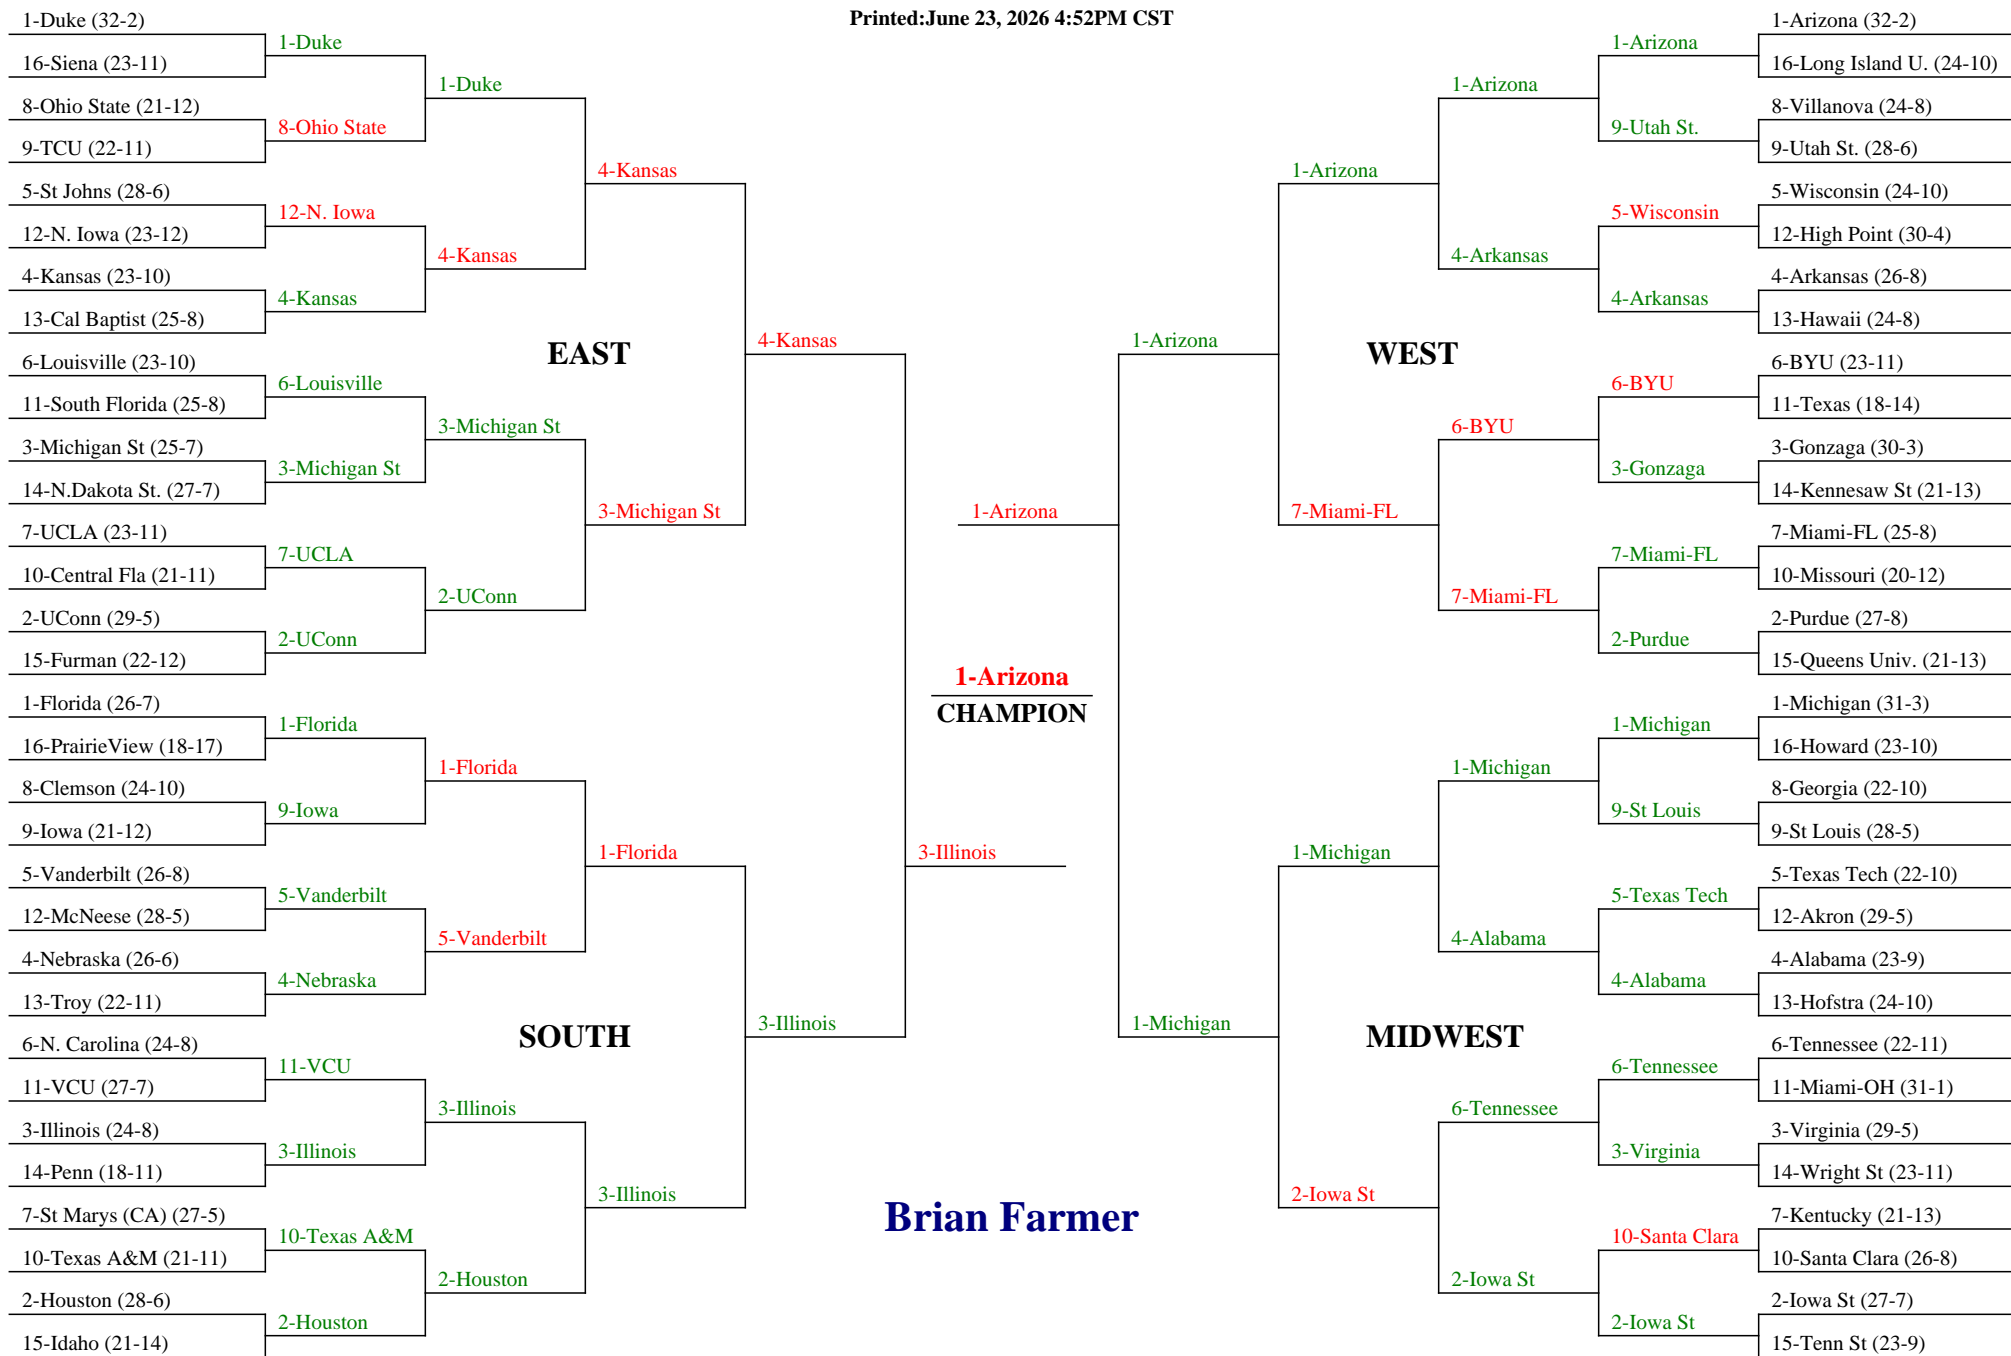 Printed:June 23, 2026 4:52PM CST
1-Duke (32-2)
16-Siena (23-11)
8-Ohio State (21-12)
9-TCU (22-11)
5-St Johns (28-6)
12-N. Iowa (23-12)
4-Kansas (23-10)
13-Cal Baptist (25-8)
6-Louisville (23-10)
11-South Florida (25-8)
3-Michigan St (25-7)
14-N.Dakota St. (27-7)
7-UCLA (23-11)
10-Central Fla (21-11)
2-UConn (29-5)
15-Furman (22-12)
1-Florida (26-7)
16-PrairieView (18-17)
8-Clemson (24-10)
9-Iowa (21-12)
5-Vanderbilt (26-8)
12-McNeese (28-5)
4-Nebraska (26-6)
13-Troy (22-11)
6-N. Carolina (24-8)
11-VCU (27-7)
3-Illinois (24-8)
14-Penn (18-11)
7-St Marys (CA) (27-5)
10-Texas A&M (21-11)
2-Houston (28-6)
15-Idaho (21-14)
1-Duke
8-Ohio State
12-N. Iowa
4-Kansas
6-Louisville
3-Michigan St
7-UCLA
2-UConn
1-Florida
9-Iowa
5-Vanderbilt
4-Nebraska
11-VCU
3-Illinois
10-Texas A&M
2-Houston
1-Duke
4-Kansas
3-Michigan St
2-UConn
1-Florida
5-Vanderbilt
3-Illinois
2-Houston
4-Kansas
3-Michigan St
1-Florida
3-Illinois
EAST
SOUTH
4-Kansas
3-Illinois
1-Arizona
3-Illinois
1-Arizona
CHAMPION
Brian Farmer
1-Arizona
1-Michigan
WEST
MIDWEST
1-Arizona
7-Miami-FL
1-Michigan
2-Iowa St
1-Arizona
4-Arkansas
6-BYU
7-Miami-FL
1-Michigan
4-Alabama
6-Tennessee
2-Iowa St
1-Arizona
9-Utah St.
5-Wisconsin
4-Arkansas
6-BYU
3-Gonzaga
7-Miami-FL
2-Purdue
1-Michigan
9-St Louis
5-Texas Tech
4-Alabama
6-Tennessee
3-Virginia
10-Santa Clara
2-Iowa St
1-Arizona (32-2)
16-Long Island U. (24-10)
8-Villanova (24-8)
9-Utah St. (28-6)
5-Wisconsin (24-10)
12-High Point (30-4)
4-Arkansas (26-8)
13-Hawaii (24-8)
6-BYU (23-11)
11-Texas (18-14)
3-Gonzaga (30-3)
14-Kennesaw St (21-13)
7-Miami-FL (25-8)
10-Missouri (20-12)
2-Purdue (27-8)
15-Queens Univ. (21-13)
1-Michigan (31-3)
16-Howard (23-10)
8-Georgia (22-10)
9-St Louis (28-5)
5-Texas Tech (22-10)
12-Akron (29-5)
4-Alabama (23-9)
13-Hofstra (24-10)
6-Tennessee (22-11)
11-Miami-OH (31-1)
3-Virginia (29-5)
14-Wright St (23-11)
7-Kentucky (21-13)
10-Santa Clara (26-8)
2-Iowa St (27-7)
15-Tenn St (23-9)